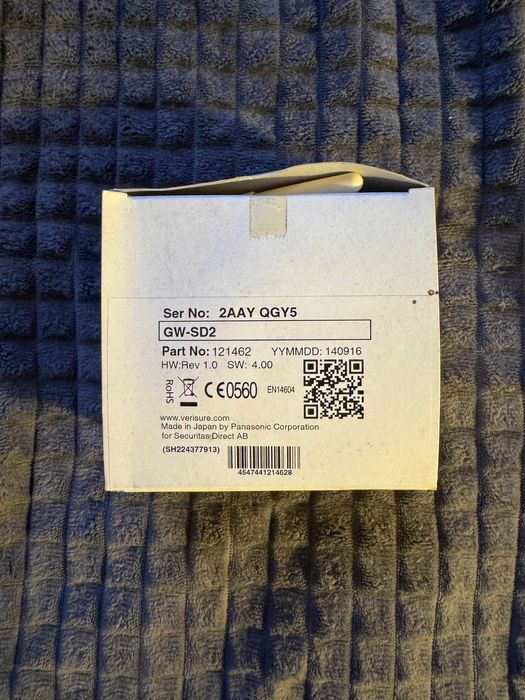 Ser No: 2AAY QGY5
GW-SD2
Part No: 121462 YYMMDD: 140916
HW:Rev 1.0 SW: 4.00
RoHS CE0560 EN14604
www.verisure.com
Made in Japan by Panasonic Corporation
for Securitas Direct AB
(SH224377913)
4547441214628